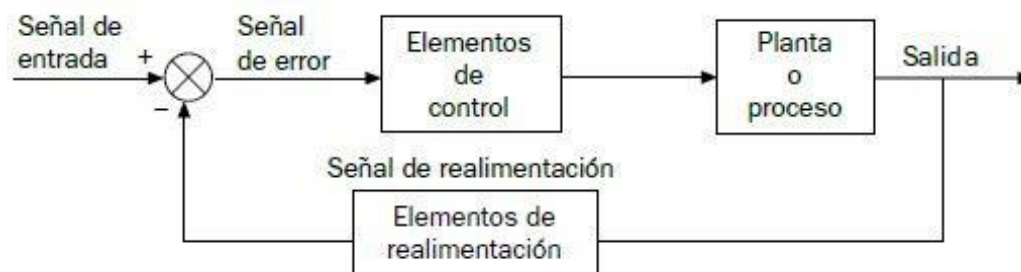 Señal de
entrada
+
−
Señal
de error
Elementos
de
control
Planta
o
proceso
Salida
Señal de realimentación
Elementos de
realimentación